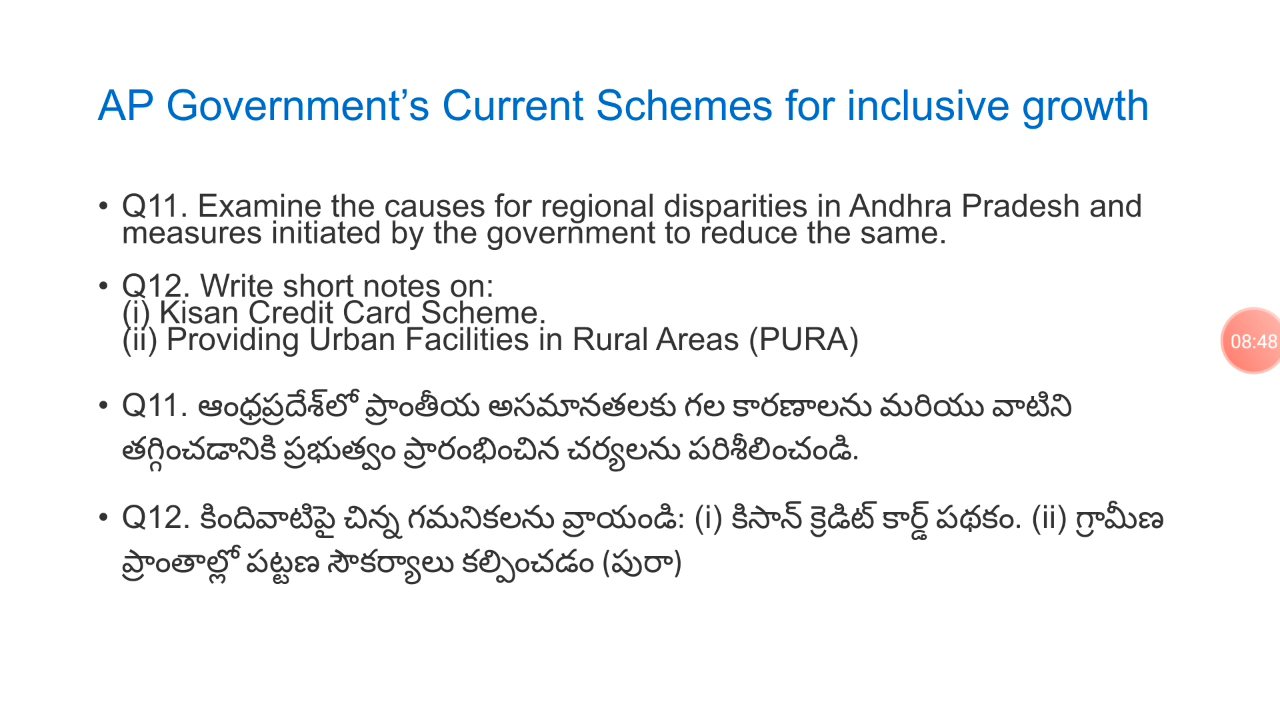 AP Government’s Current Schemes for inclusive growth
• Q11. Examine the causes for regional disparities in Andhra Pradesh and
measures initiated by the government to reduce the same.
• Q12. Write short notes on:
(i) Kisan Credit Card Scheme.
(ii) Providing Urban Facilities in Rural Areas (PURA)
08:48
• Q11. ఆంధ్రప్రదేశ్‌లో ప్రాంతీయ అసమానతలకు గల కారణాలను మరియు వాటిని
తగ్గించడానికి ప్రభుత్వం ప్రారంభించిన చర్యలను పరిశీలించండి.
• Q12. కిందివాటిపై చిన్న గమనికలను వ్రాయండి: (i) కిసాన్ క్రెడిట్ కార్డ్ పథకం. (ii) గ్రామీణ
ప్రాంతాల్లో పట్టణ సౌకర్యాలు కల్పించడం (పురా)